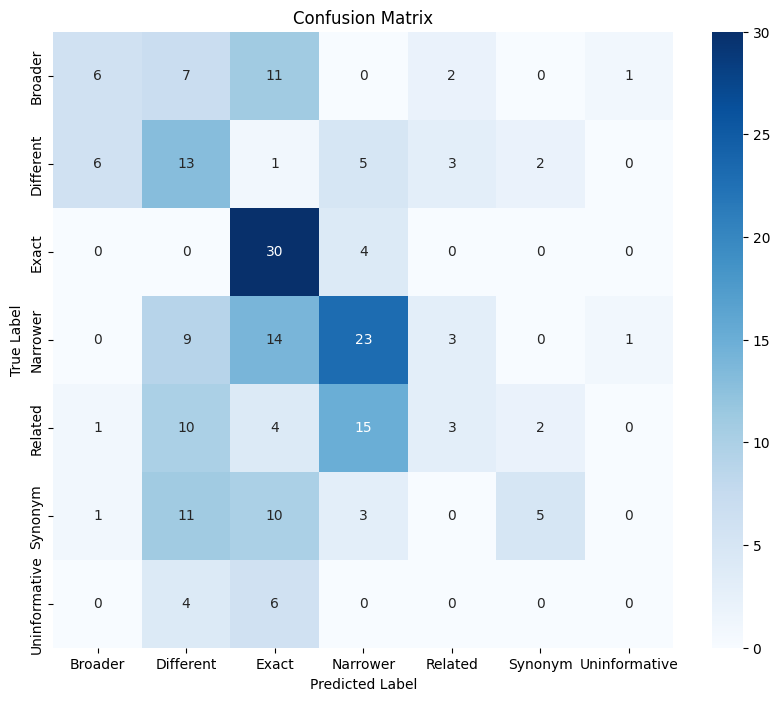 Confusion Matrix
Broader 6 7 11 0 2 0 1
Different 6 13 1 5 3 2 0
Exact 0 0 30 4 0 0 0
Narrower 0 9 14 23 3 0 1
Related 1 10 4 15 3 2 0
Synonym 1 11 10 3 0 5 0
Uninformative 0 4 6 0 0 0 0
True Label
Broader Different Exact Narrower Related Synonym Uninformative
Predicted Label
30
25
20
15
10
5
0